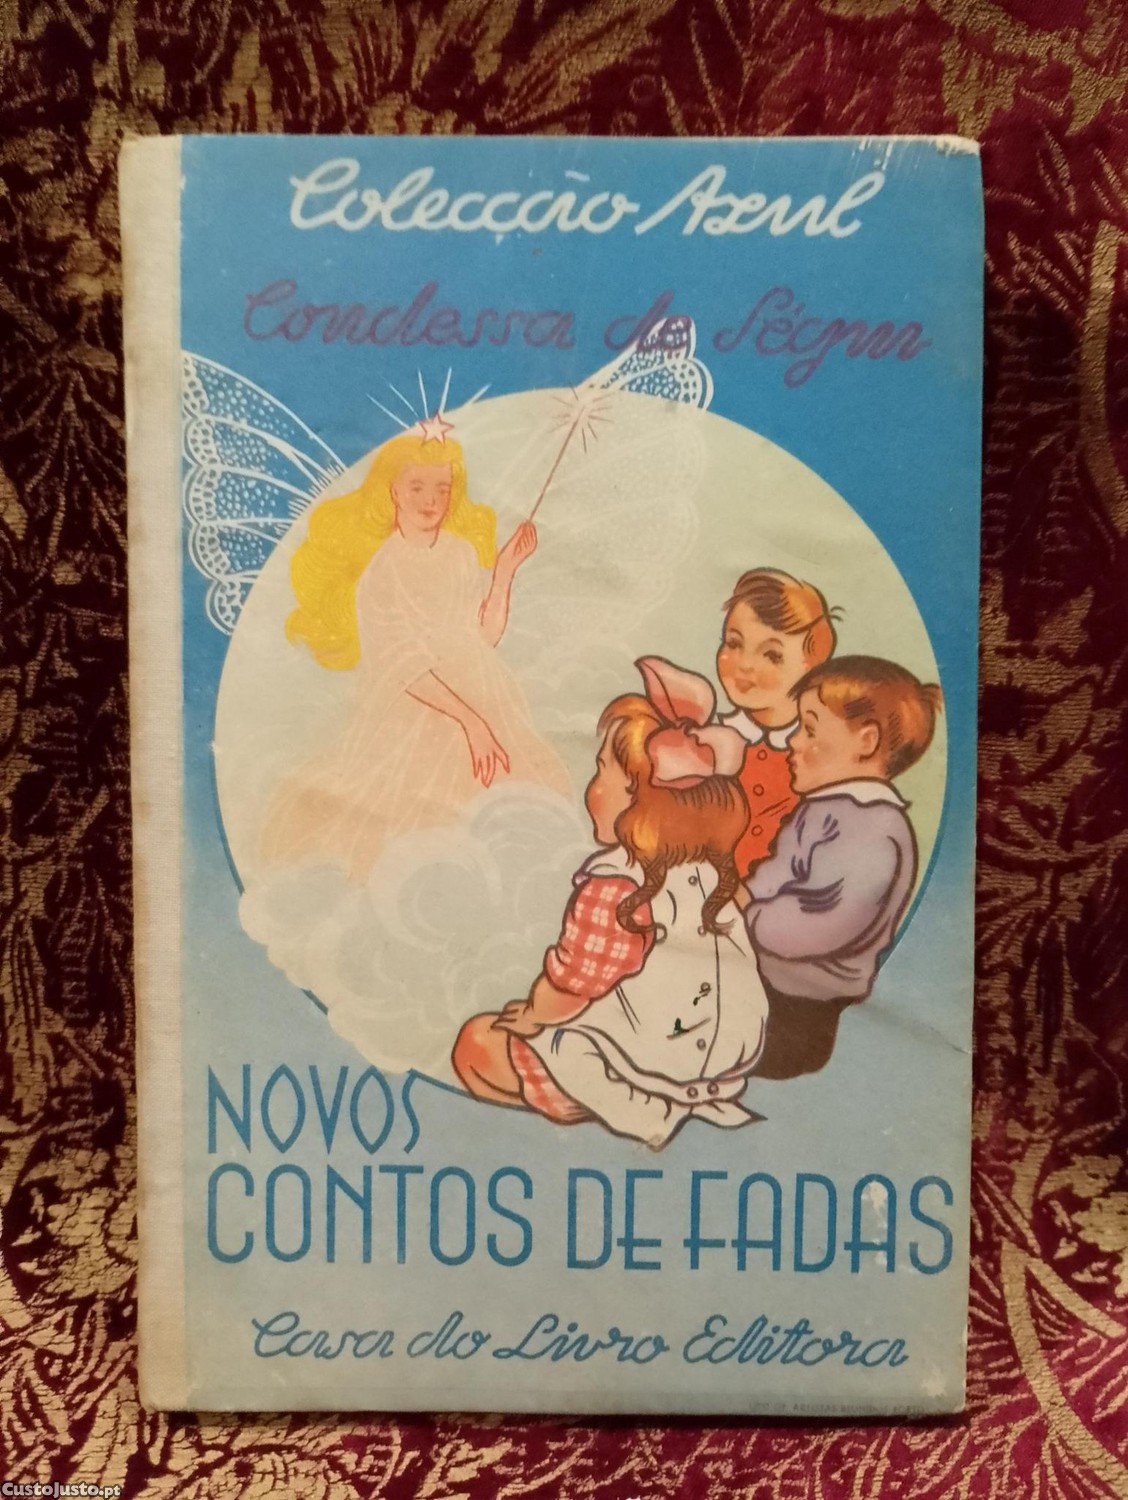 Colecção Azul
Condessa de Ségur
NOVOS
CONTOS DE FADAS
Casa do Livro Editora
CustoJusto.pt